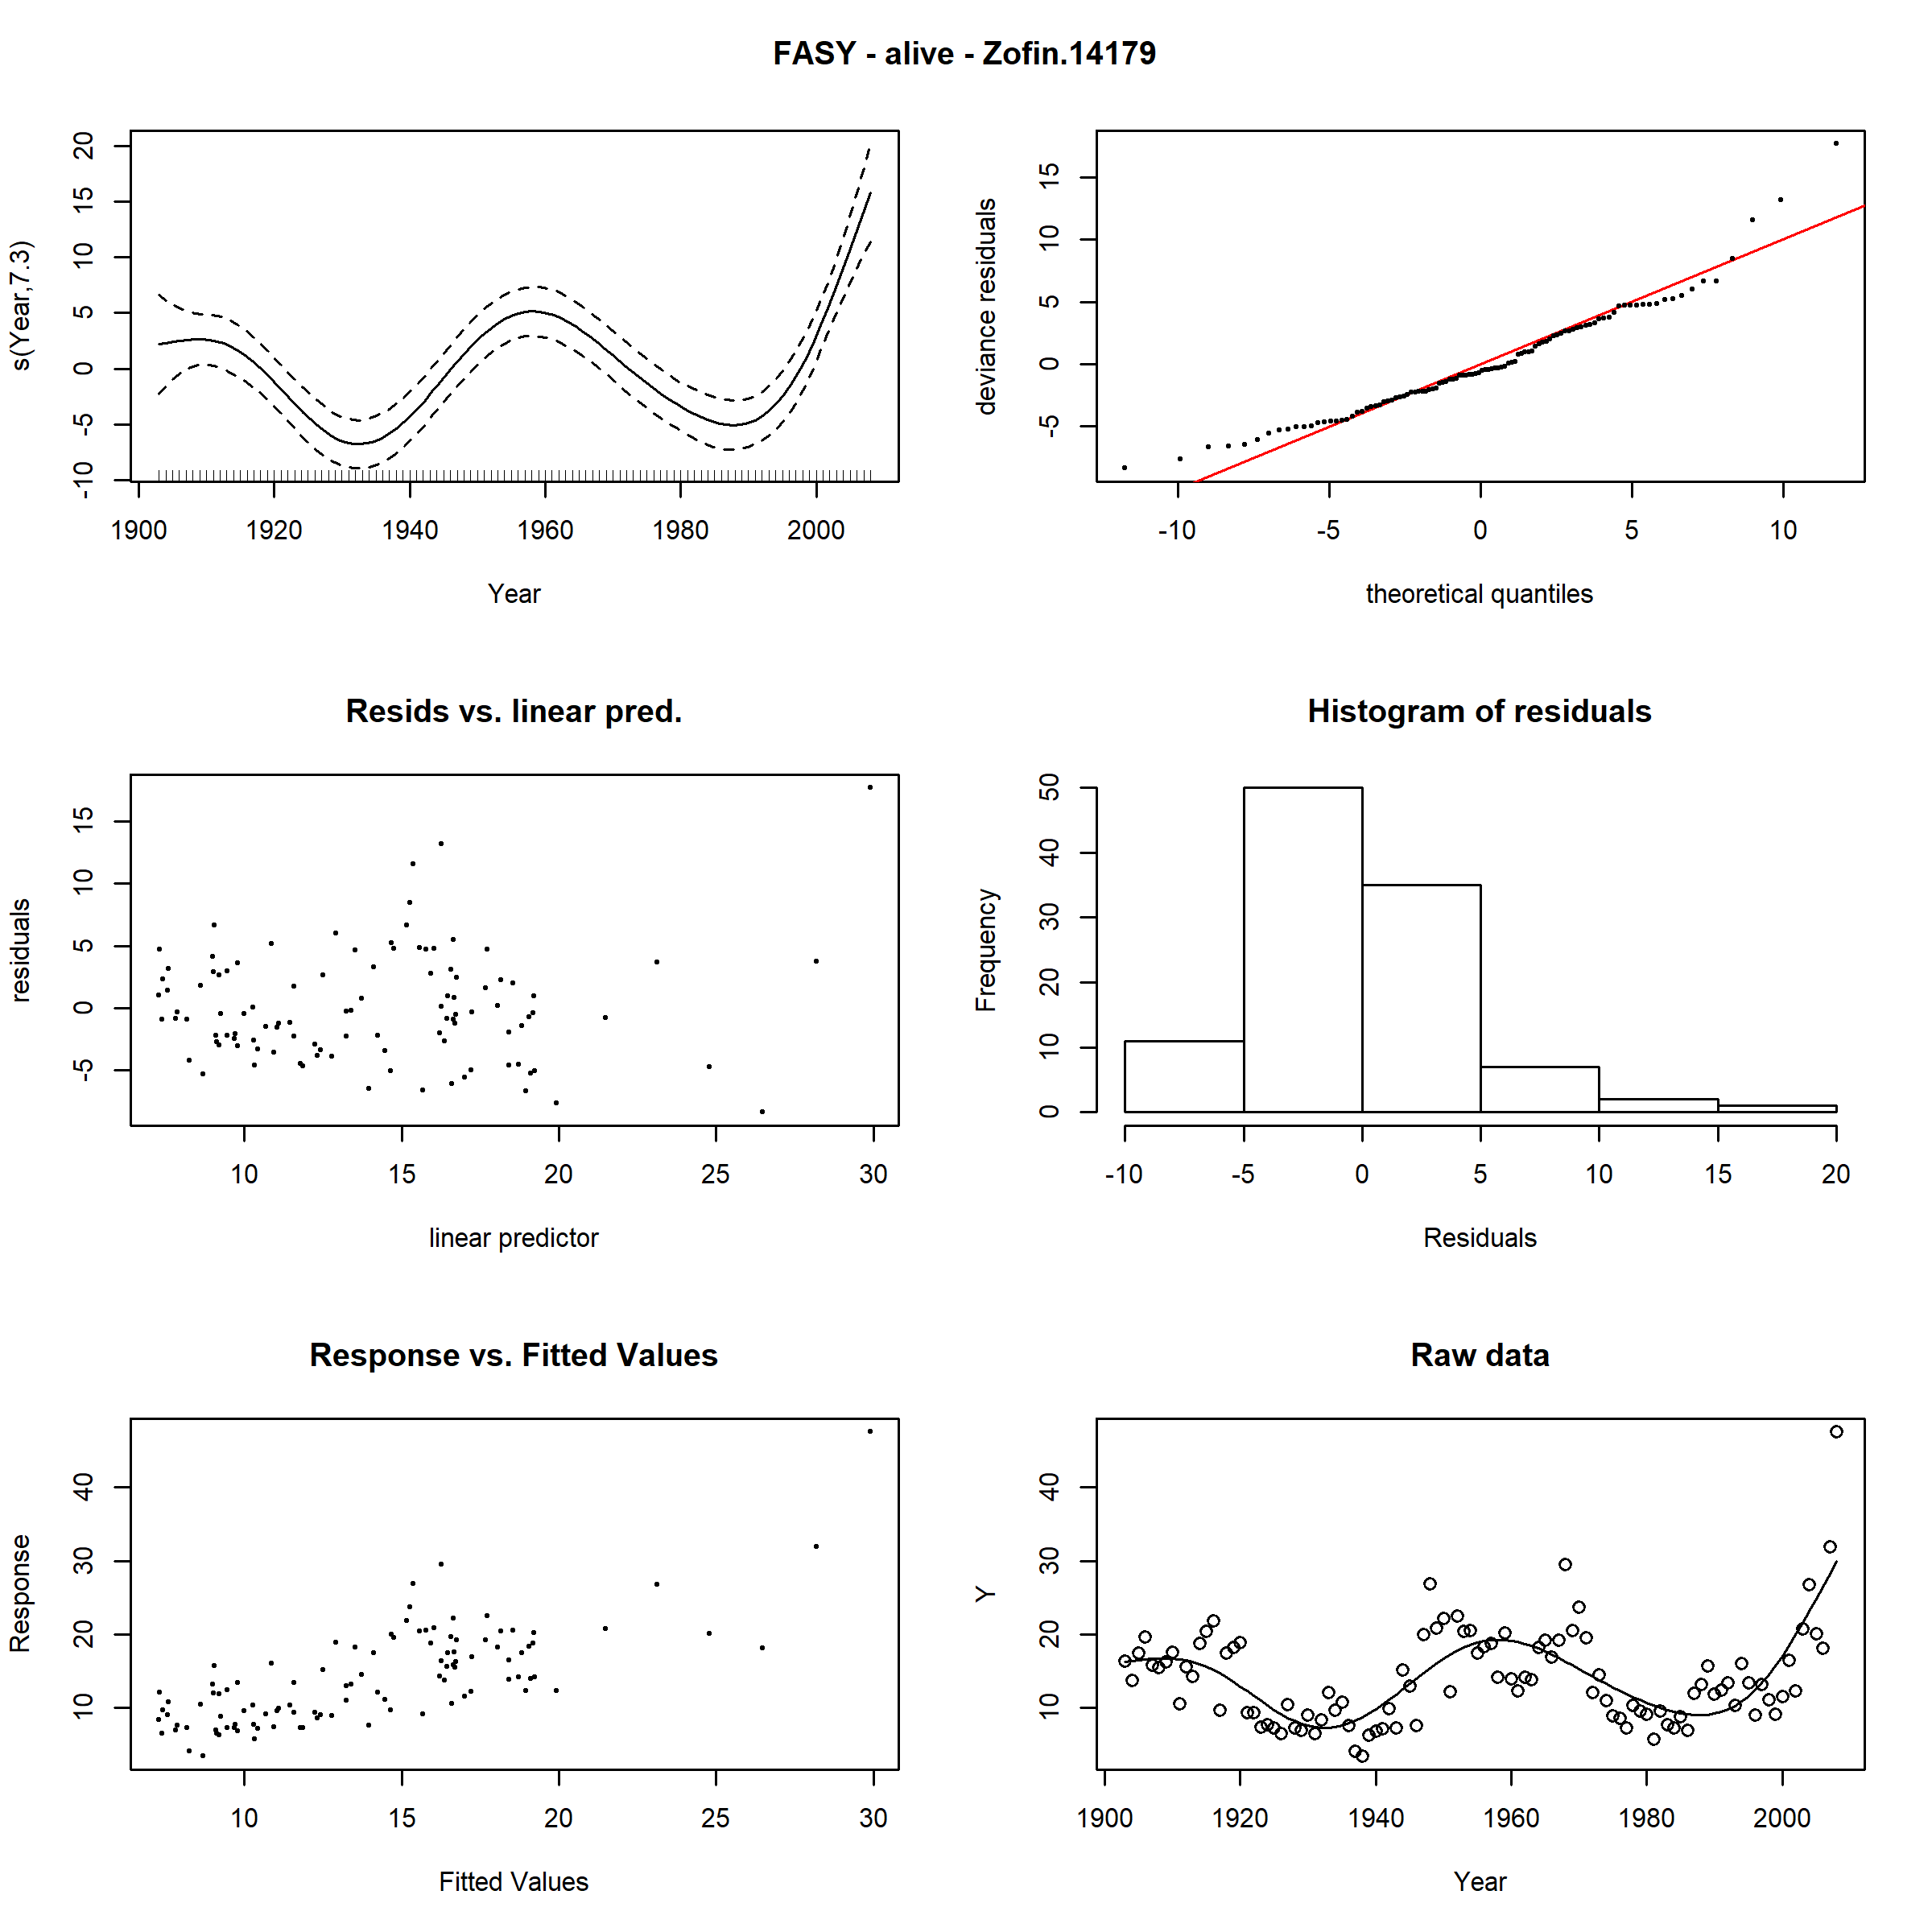 FASY - alive - Zofin.14179
s(Year,7.3)
-10 -5 0 5 10 15 20
1900 1920 1940 1960 1980 2000
Year
deviance residuals
-5 0 5 10 15
-10 -5 0 5 10
theoretical quantiles
Resids vs. linear pred.
residuals
-5 0 5 10 15
10 15 20 25 30
linear predictor
Histogram of residuals
Frequency
0 10 20 30 40 50
-10 -5 0 5 10 15 20
Residuals
Response vs. Fitted Values
Response
10 20 30 40
10 15 20 25 30
Fitted Values
Raw data
Y
10 20 30 40
1900 1920 1940 1960 1980 2000
Year